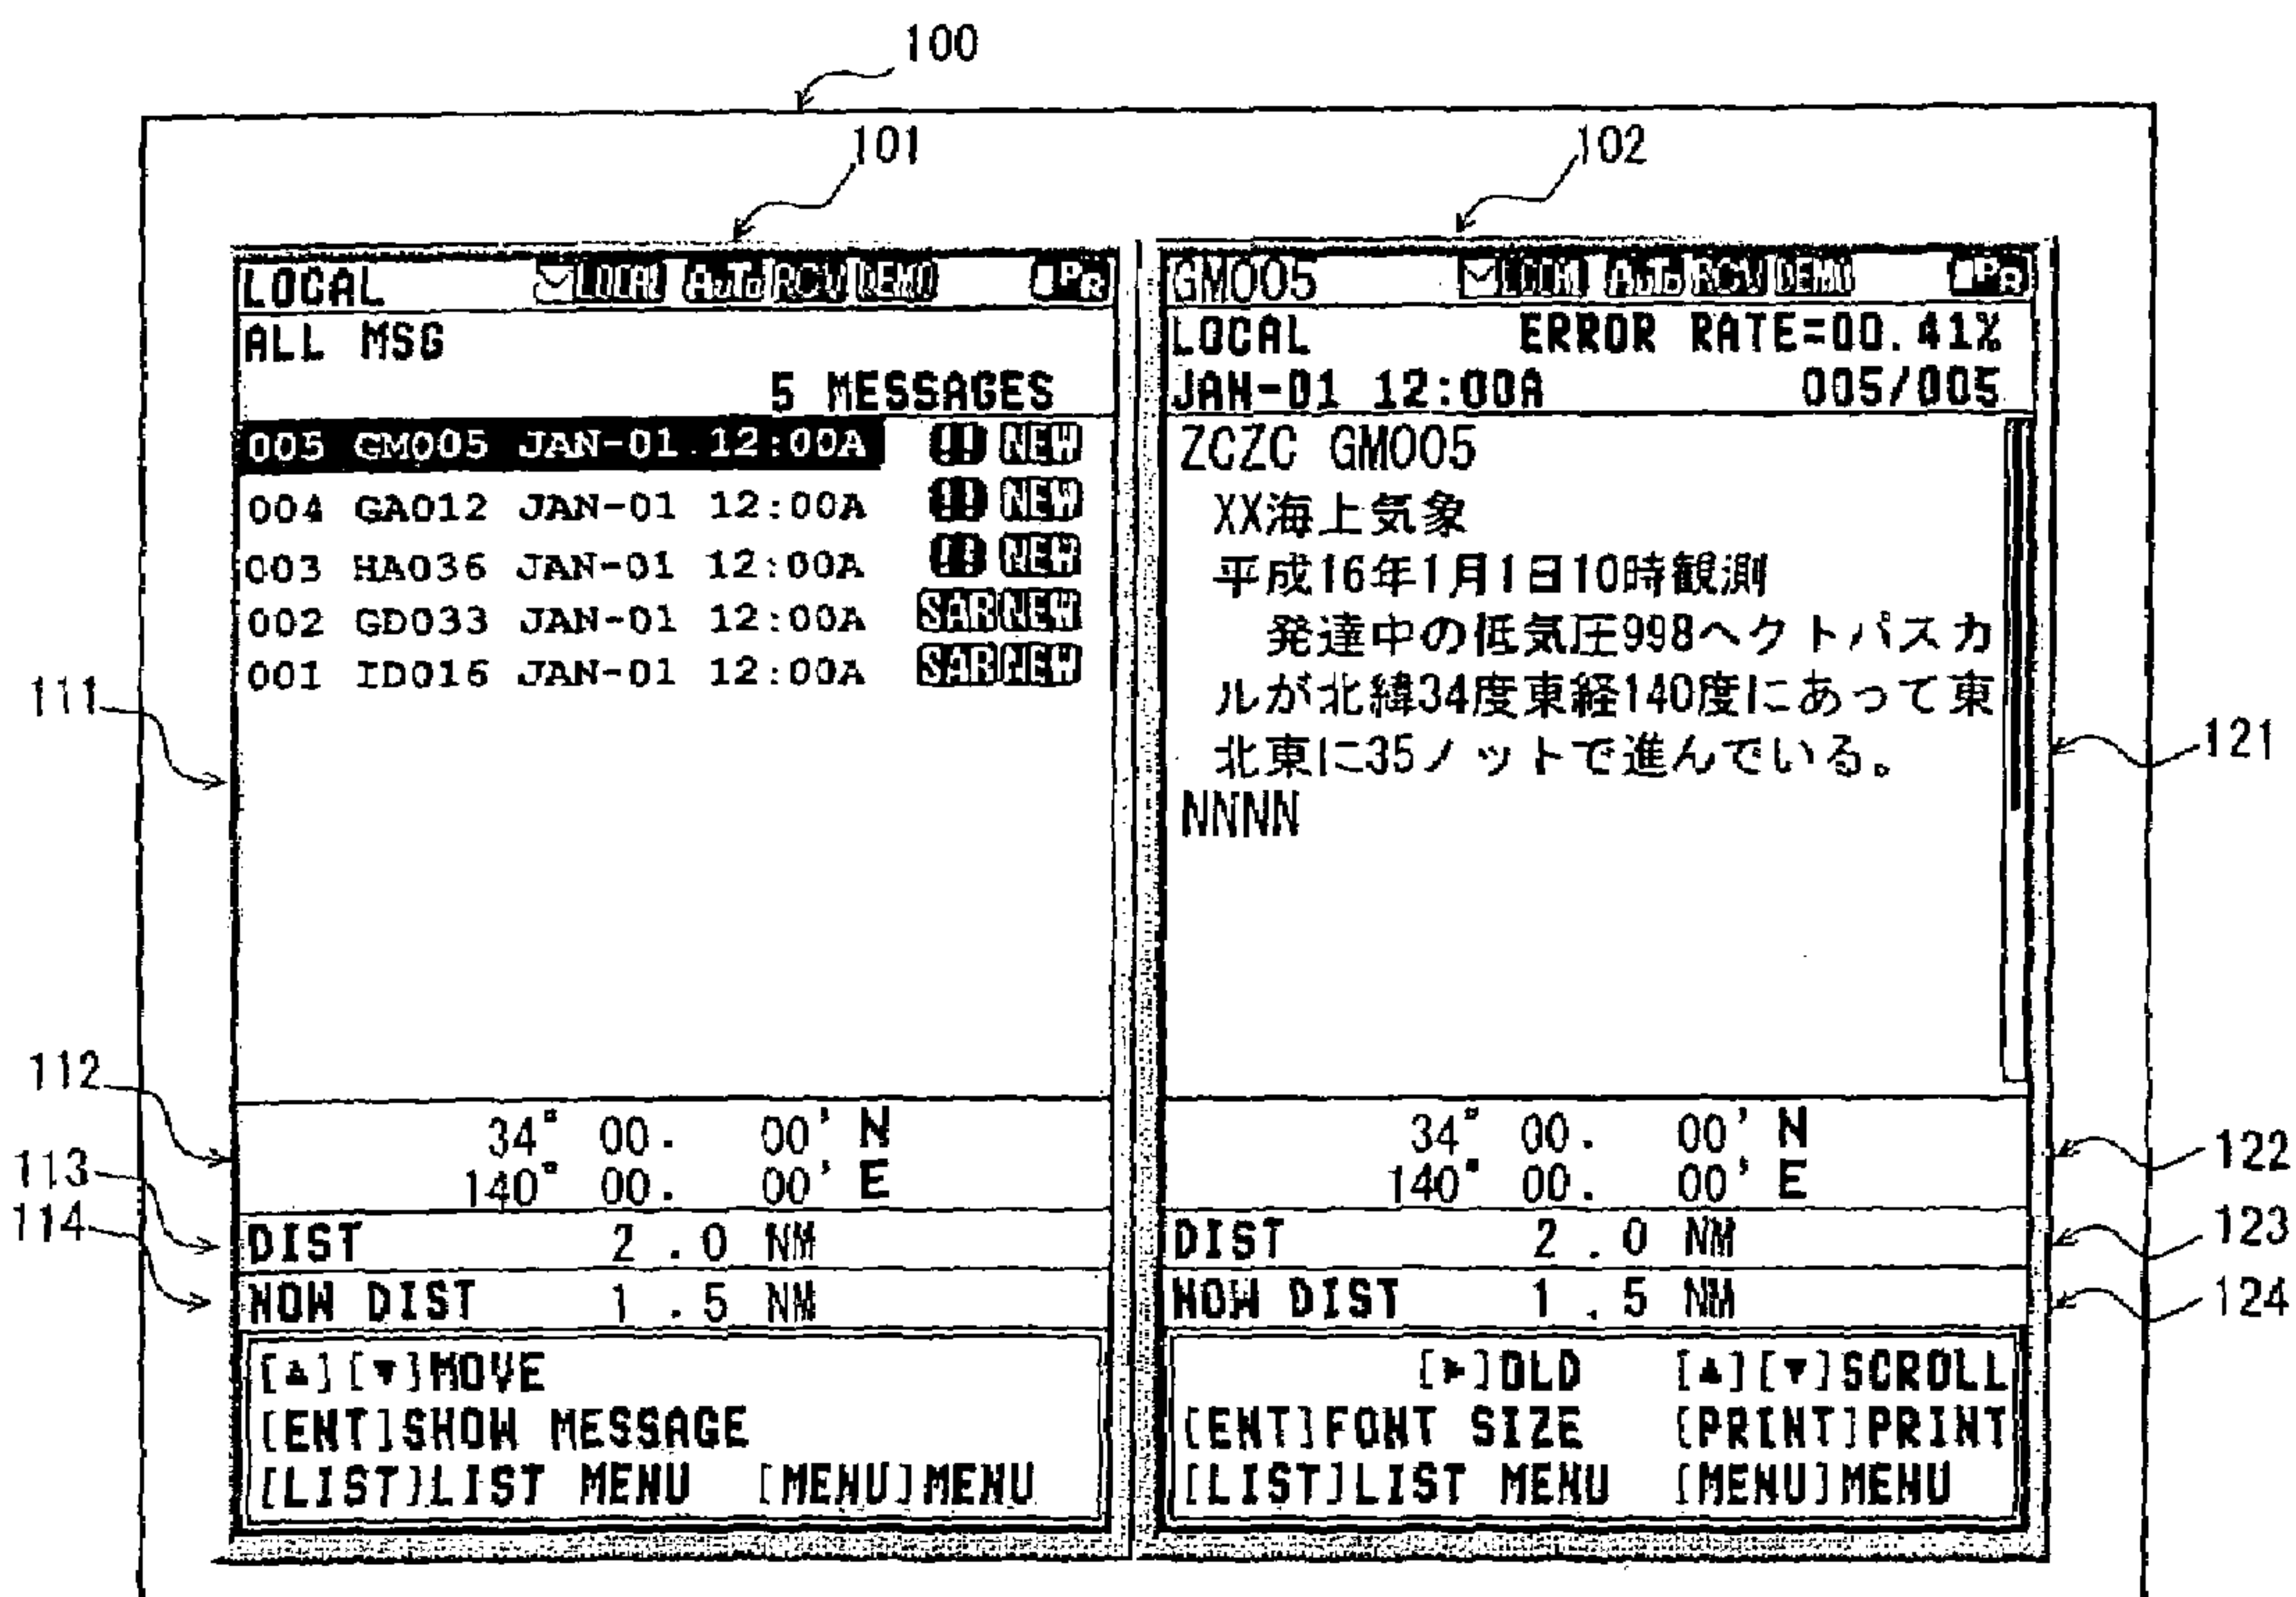 100
101
102
LOCAL LOCAL AUTO RCV DEMO PR
ALL MSG
5 MESSAGES
005 GM005 JAN-01 12:00A !! NEW
004 GA012 JAN-01 12:00A !! NEW
003 HA036 JAN-01 12:00A !! NEW
002 GD033 JAN-01 12:00A SAR NEW
001 ID016 JAN-01 12:00A SAR NEW
111
112
34° 00. 00' N
140° 00. 00' E
113
DIST 2.0 NM
114
NOW DIST 1.5 NM
[▲][▼]MOVE
[ENT]SHOW MESSAGE
[LIST]LIST MENU [MENU]MENU
GM005 LOCAL AUTO RCV DEMO PR
LOCAL ERROR RATE=00.41%
JAN-01 12:00A 005/005
ZCZC GM005
XX海上気象
平成16年1月1日10時観測
発達中の低気圧998ヘクトパスカ
ルが北緯34度東経140度にあって東
北東に35ノットで進んでいる。
NNNN
121
34° 00. 00' N
140° 00. 00' E
122
DIST 2.0 NM
123
NOW DIST 1.5 NM
124
[▶]OLD [▲][▼]SCROLL
[ENT]FONT SIZE [PRINT]PRINT
[LIST]LIST MENU [MENU]MENU